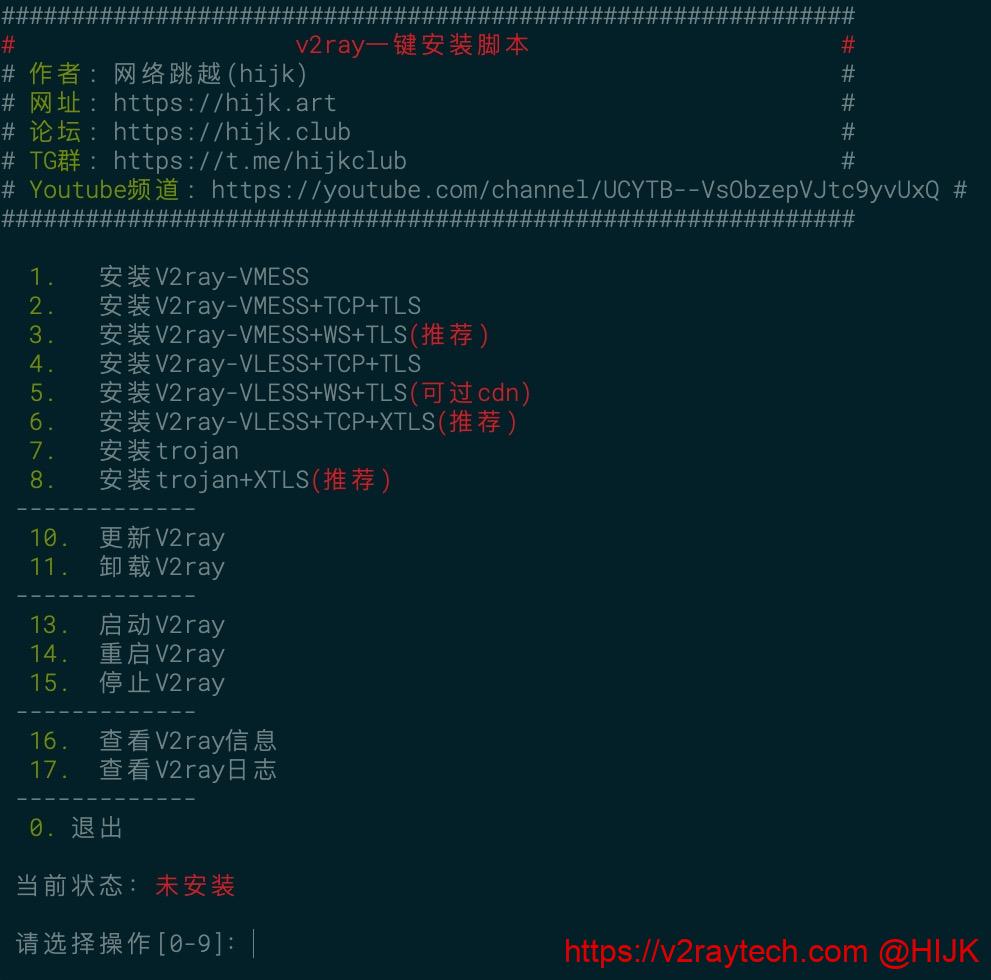 #############################################################
# v2ray一键安装脚本 #
# 作者: 网络跳越(hijk) #
# 网址: https://hijk.art #
# 论坛: https://hijk.club #
# TG群: https://t.me/hijkclub #
# Youtube频道: https://youtube.com/channel/UCYTB--VsObzepVJtc9yvUxQ #
#############################################################
1. 安装V2ray-VMESS
2. 安装V2ray-VMESS+TCP+TLS
3. 安装V2ray-VMESS+WS+TLS(推荐)
4. 安装V2ray-VLESS+TCP+TLS
5. 安装V2ray-VLESS+WS+TLS(可过cdn)
6. 安装V2ray-VLESS+TCP+XTLS(推荐)
7. 安装trojan
8. 安装trojan+XTLS(推荐)
-------------
10. 更新V2ray
11. 卸载V2ray
-------------
13. 启动V2ray
14. 重启V2ray
15. 停止V2ray
-------------
16. 查看V2ray信息
17. 查看V2ray日志
-------------
0. 退出
当前状态: 未安装
请选择操作[0-9]:
https://v2raytech.com @HIJK